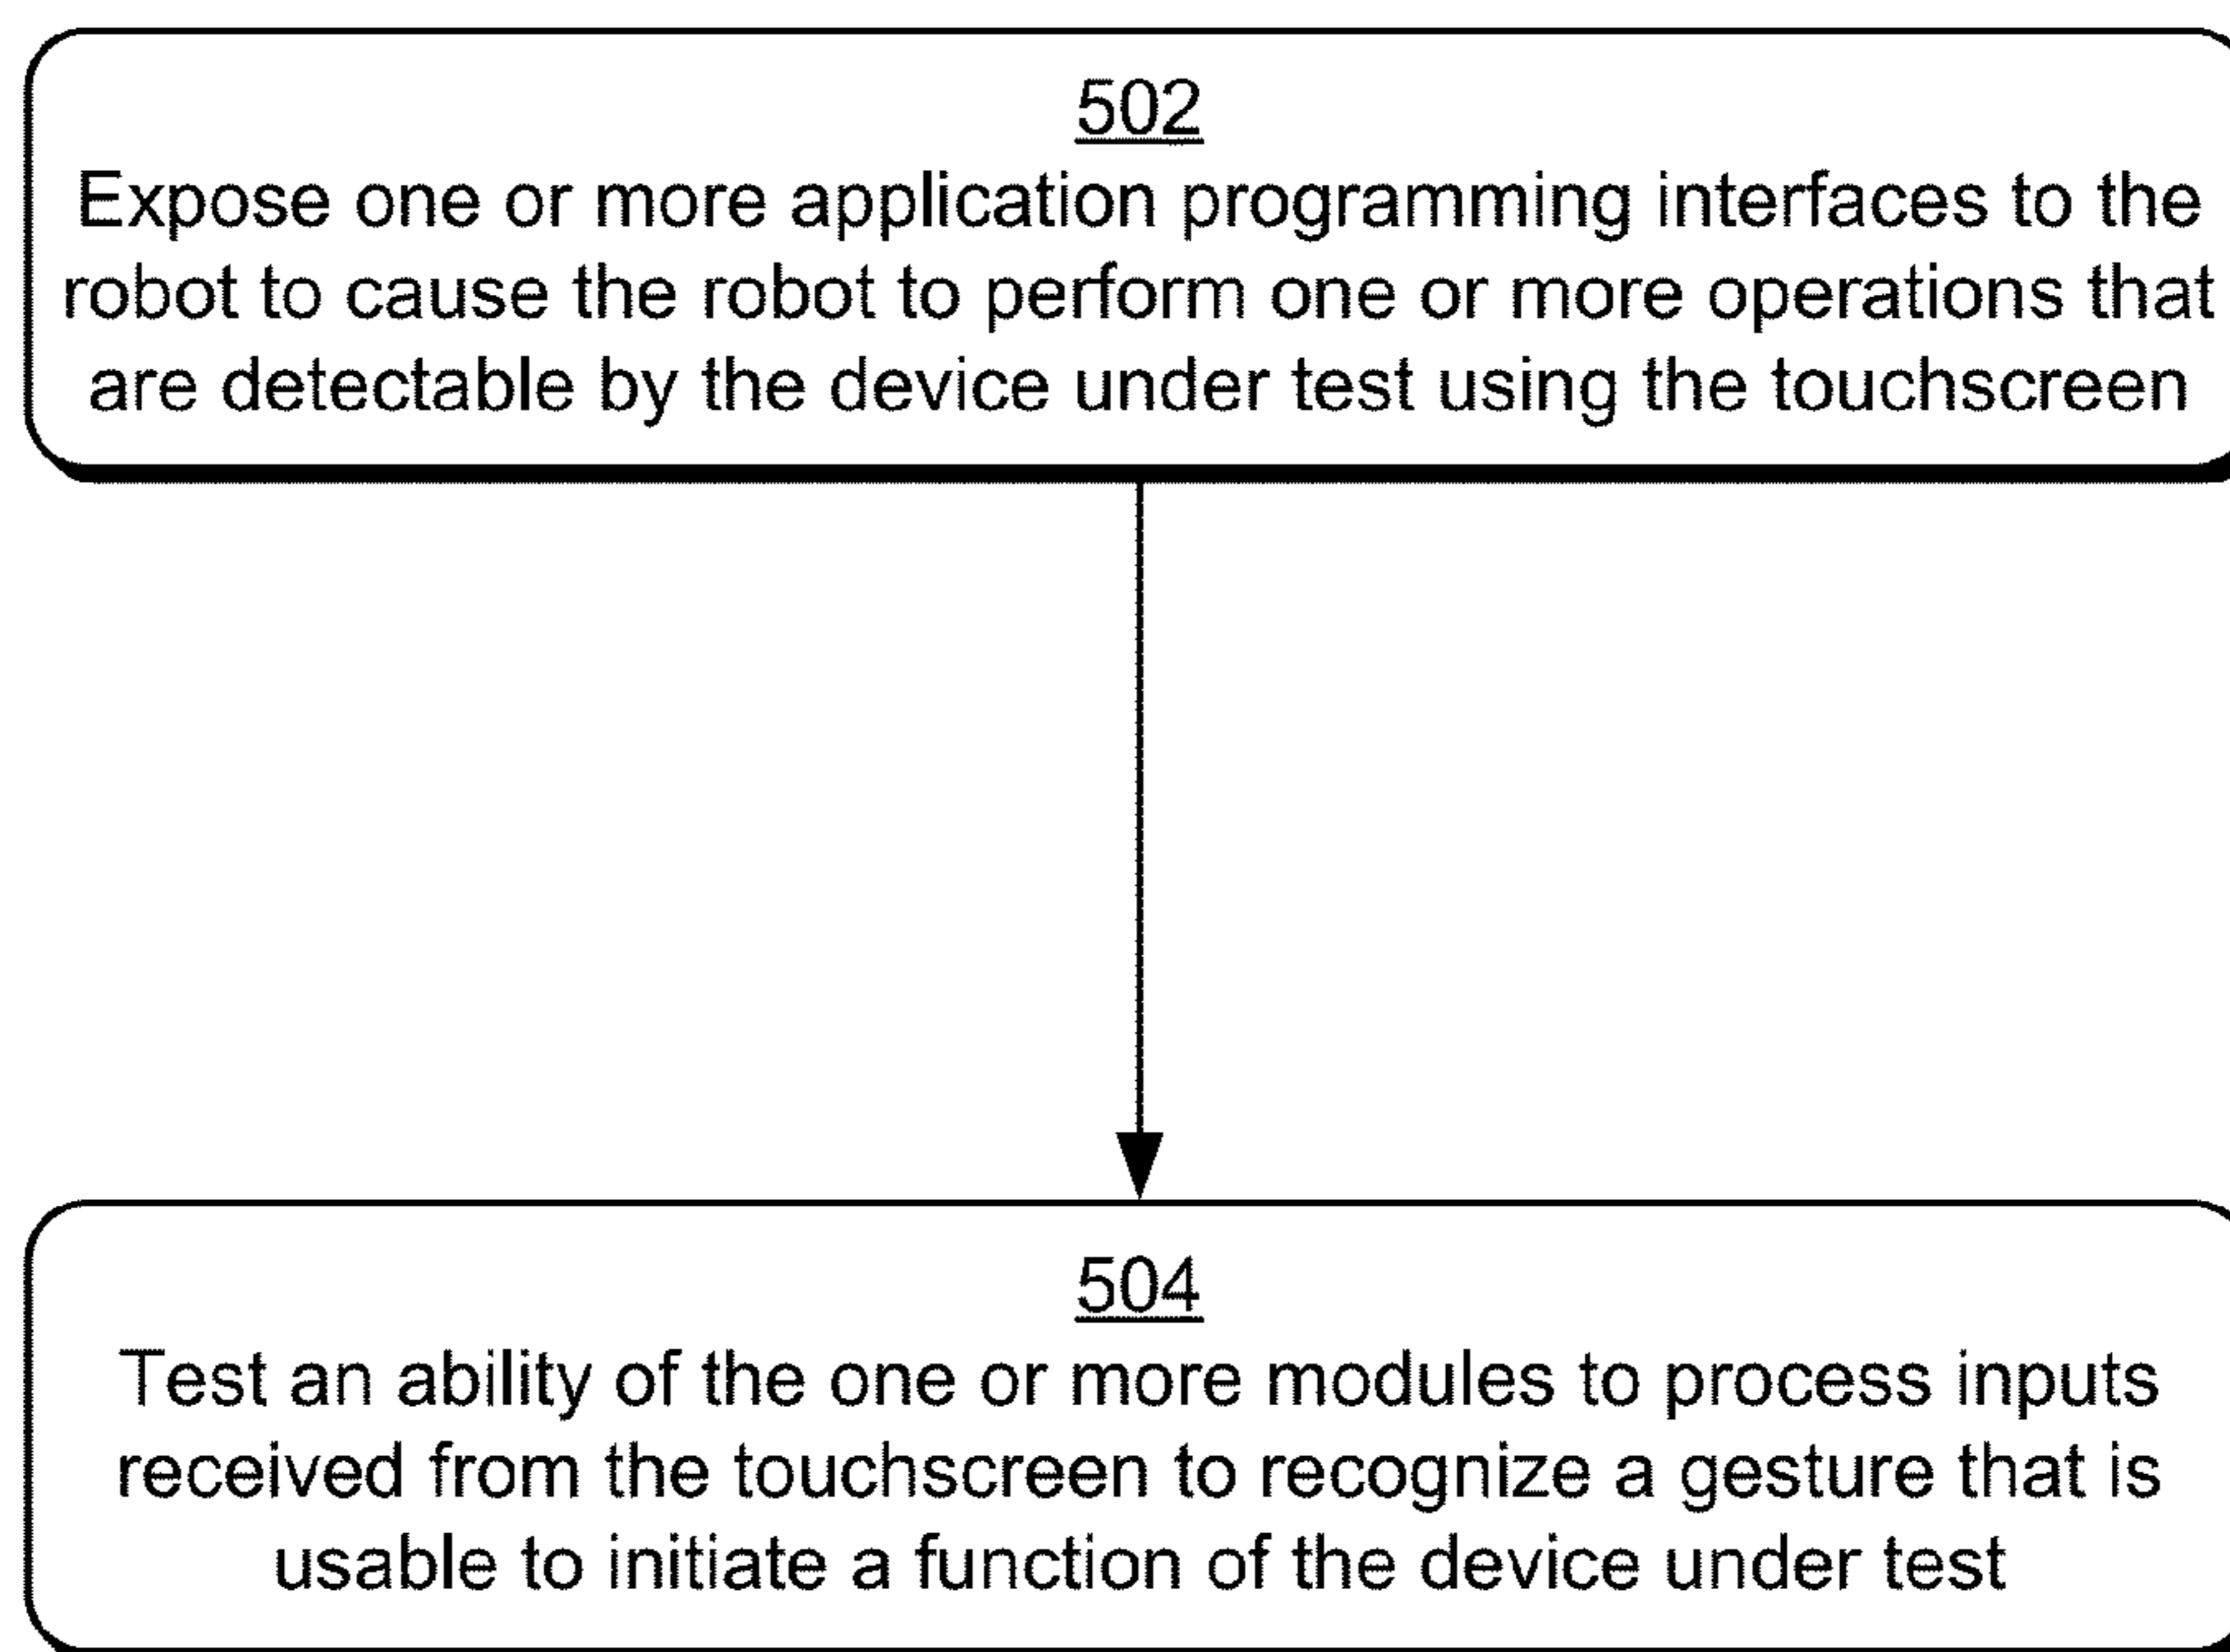 502
Expose one or more application programming interfaces to the
robot to cause the robot to perform one or more operations that
are detectable by the device under test using the touchscreen
504
Test an ability of the one or more modules to process inputs
received from the touchscreen to recognize a gesture that is
usable to initiate a function of the device under test